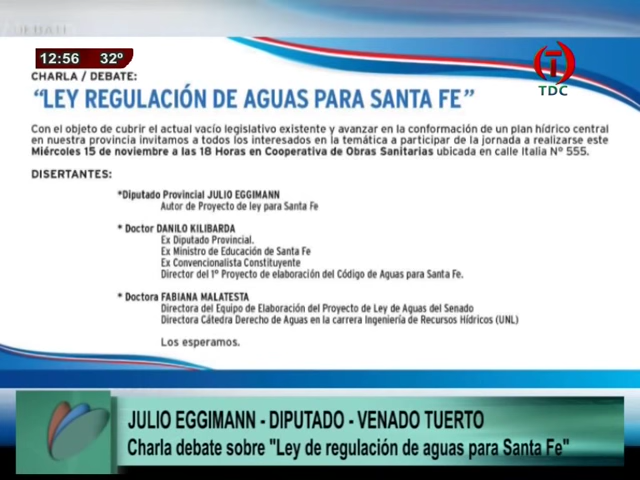 12:56 32º
TDC
CHARLA / DEBATE:
"LEY REGULACIÓN DE AGUAS PARA SANTA FE"
Con el objeto de cubrir el actual vacío legislativo existente y avanzar en la conformación de un plan hídrico central
en nuestra provincia invitamos a todos los interesados en la temática a participar de la jornada a realizarse este
Miércoles 15 de noviembre a las 18 Horas en Cooperativa de Obras Sanitarias ubicada en calle Italia Nº 555.
DISERTANTES:
*Diputado Provincial JULIO EGGIMANN
Autor de Proyecto de ley para Santa Fe
* Doctor DANILO KILIBARDA
Ex Diputado Provincial.
Ex Ministro de Educación de Santa Fe
Ex Convencionalista Constituyente
Director del 1º Proyecto de elaboración del Código de Aguas para Santa Fe.
* Doctora FABIANA MALATESTA
Directora del Equipo de Elaboración del Proyecto de Ley de Aguas del Senado
Directora Cátedra Derecho de Aguas en la carrera Ingeniería de Recursos Hídricos (UNL)
Los esperamos.
JULIO EGGIMANN - DIPUTADO - VENADO TUERTO
Charla debate sobre "Ley de regulación de aguas para Santa Fe"